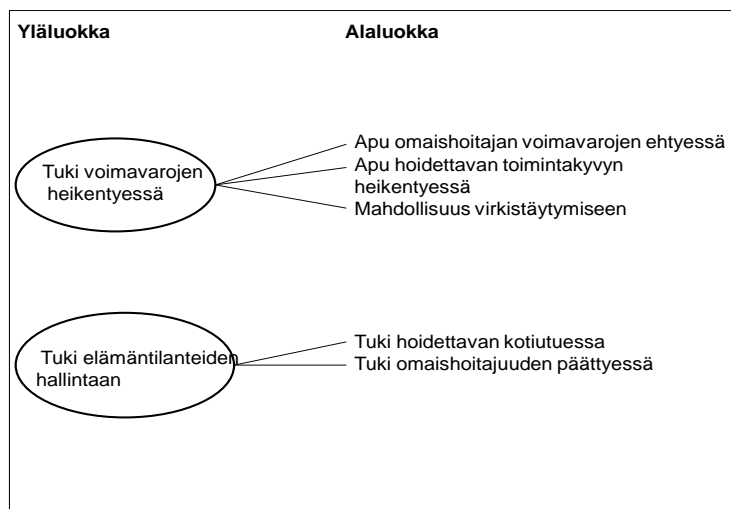 Yläluokka Alaluokka
Tuki voimavarojen
heikentyessä
Apu omaishoitajan voimavarojen ehtyessä
Apu hoidettavan toimintakyvyn
heikentyessä
Mahdollisuus virkistäytymiseen
Tuki elämäntilanteiden
hallintaan
Tuki hoidettavan kotiutuessa
Tuki omaishoitajuuden päättyessä